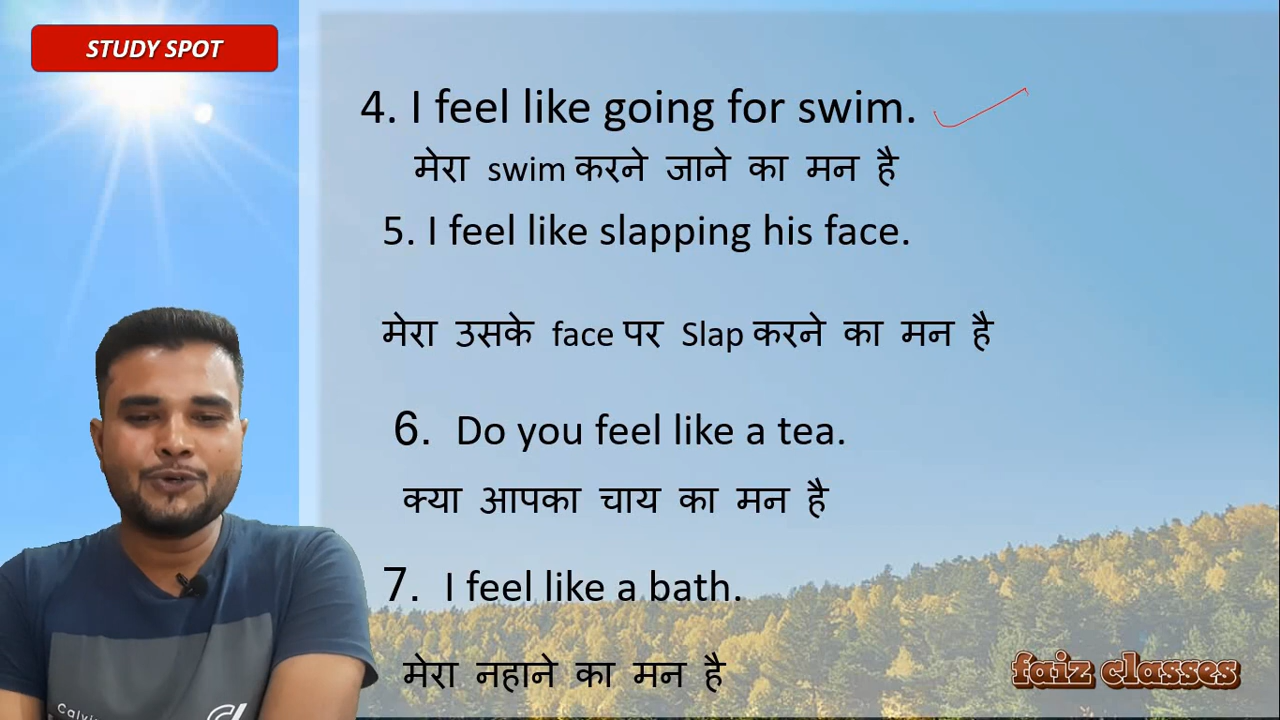 STUDY SPOT
4. I feel like going for swim.
मेरा swim करने जाने का मन है
5. I feel like slapping his face.
मेरा उसके face पर Slap करने का मन है
6. Do you feel like a tea.
क्या आपका चाय का मन है
7. I feel like a bath.
मेरा नहाने का मन है
faiz classes